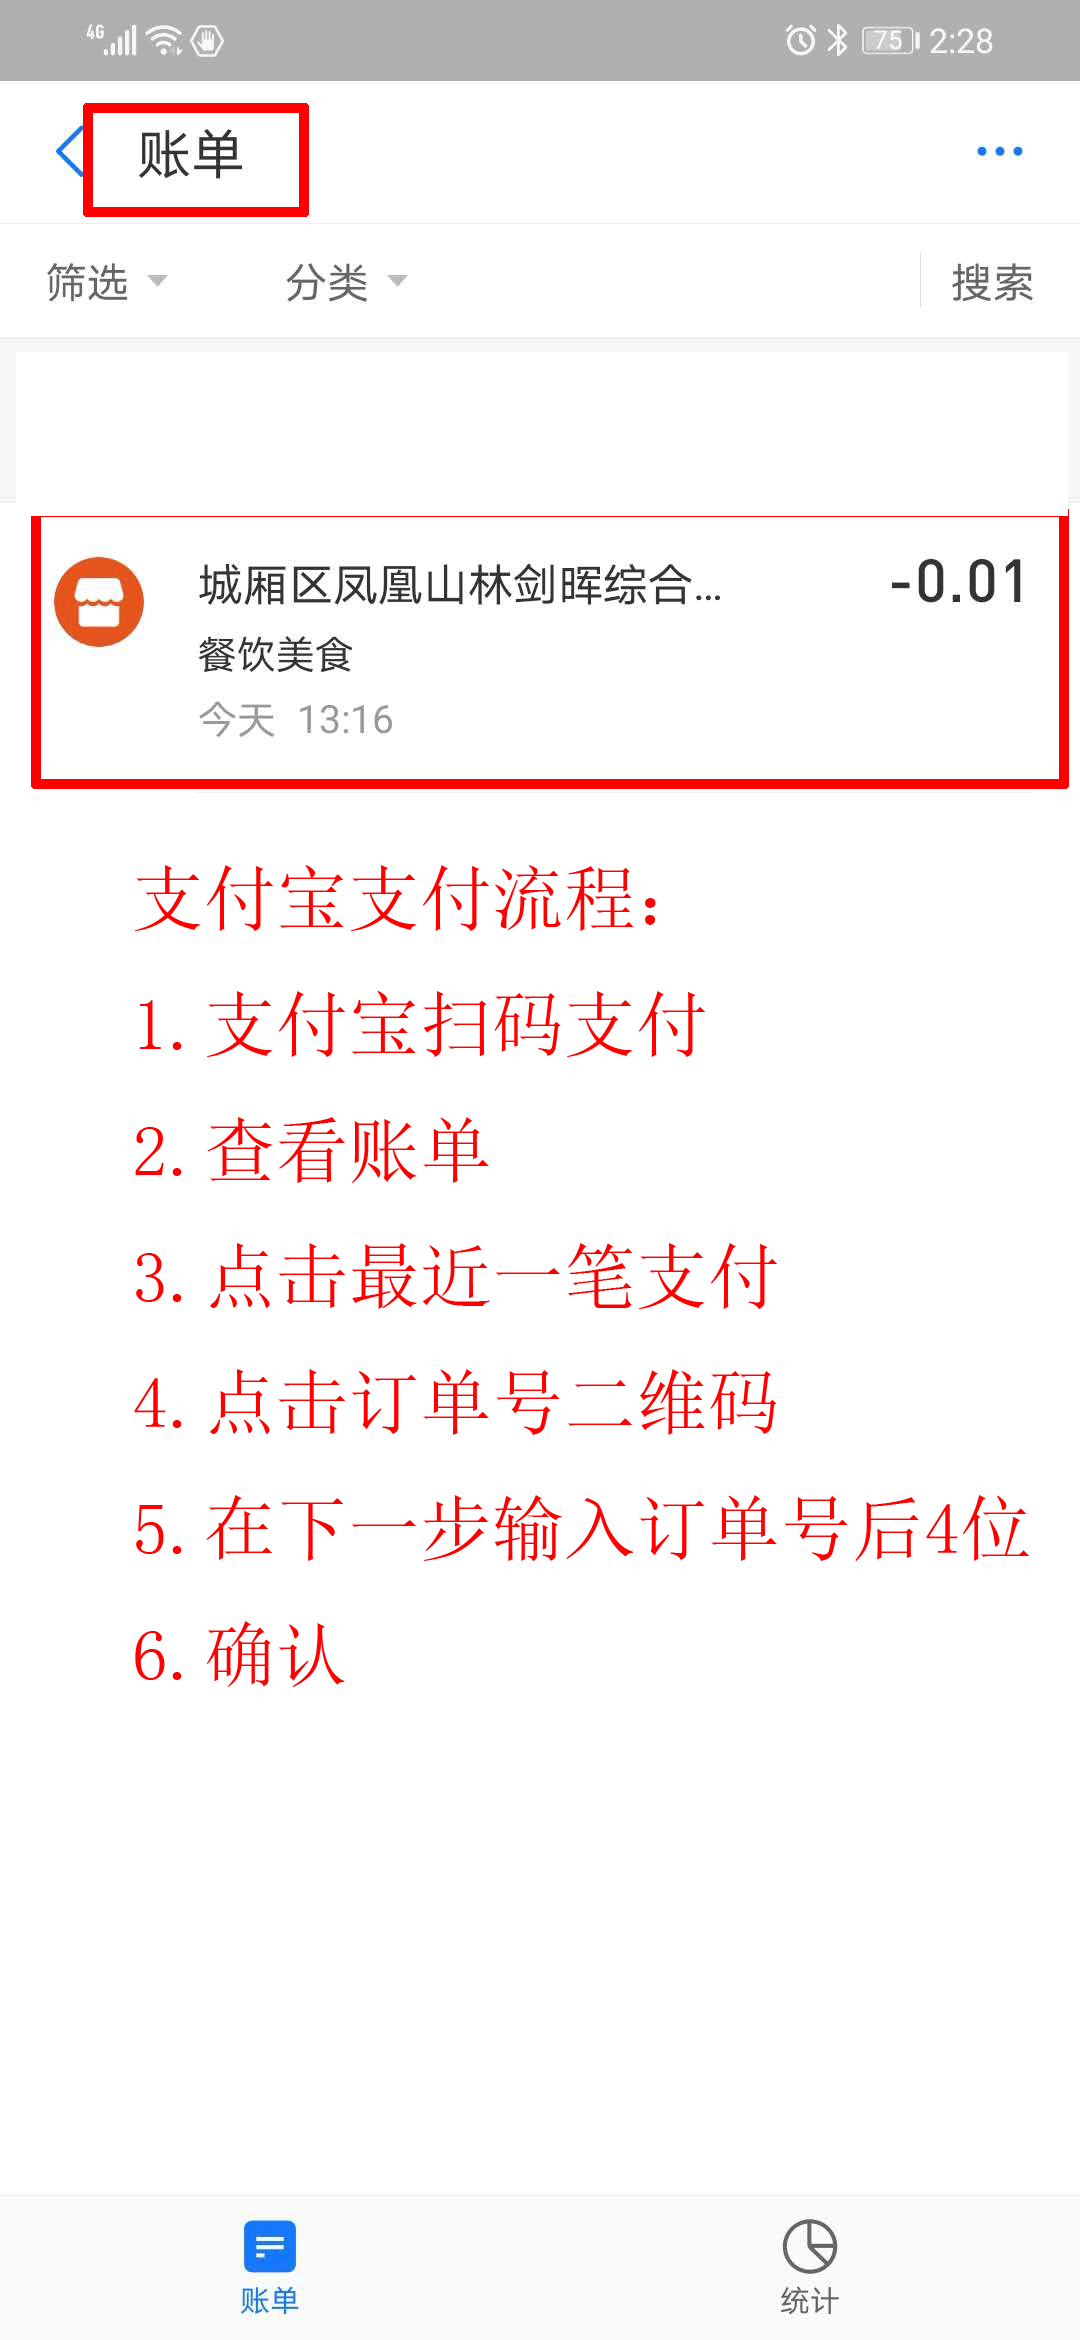 4G 75 2:28
账单
筛选 分类 搜索
城厢区凤凰山林剑晖综合... -0.01
餐饮美食
今天 13:16
支付宝支付流程：
1.支付宝扫码支付
2.查看账单
3.点击最近一笔支付
4.点击订单号二维码
5.在下一步输入订单号后4位
6.确认
账单 统计